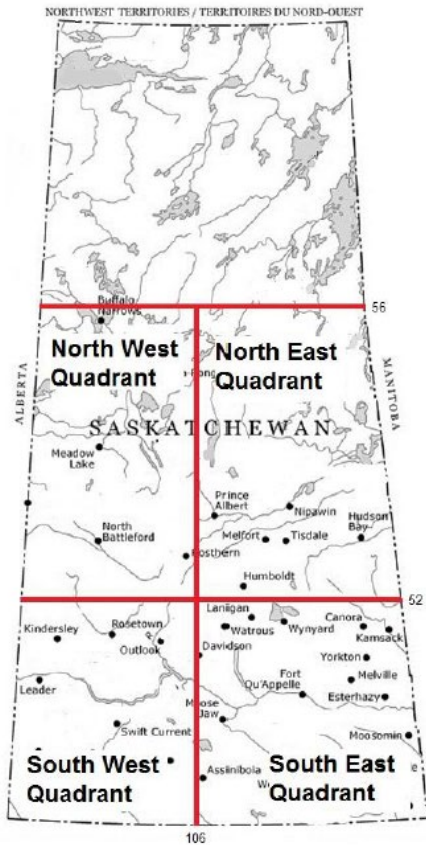 NORTHWEST TERRITORIES / TERRITOIRES DU NORD-OUEST
56
Buffalo
Narrows
North West
Quadrant
North East
Quadrant
ALBERTA
MANITOBA
SASKATCHEWAN
Meadow
Lake
Prince
Albert
Nipawin
North
Battleford
Melfort
Tisdale
Hudson
Bay
Rosthern
Humboldt
52
Lanigan
Watrous
Wynyard
Canora
Kamsack
Kindersley
Rosetown
Outlook
Davidson
Yorkton
Fort
Qu'Appelle
Melville
Leader
Esterhazy
Moose
Jaw
Swift Current
Moosomin
South West
Quadrant
Assiniboia
South East
Quadrant
106